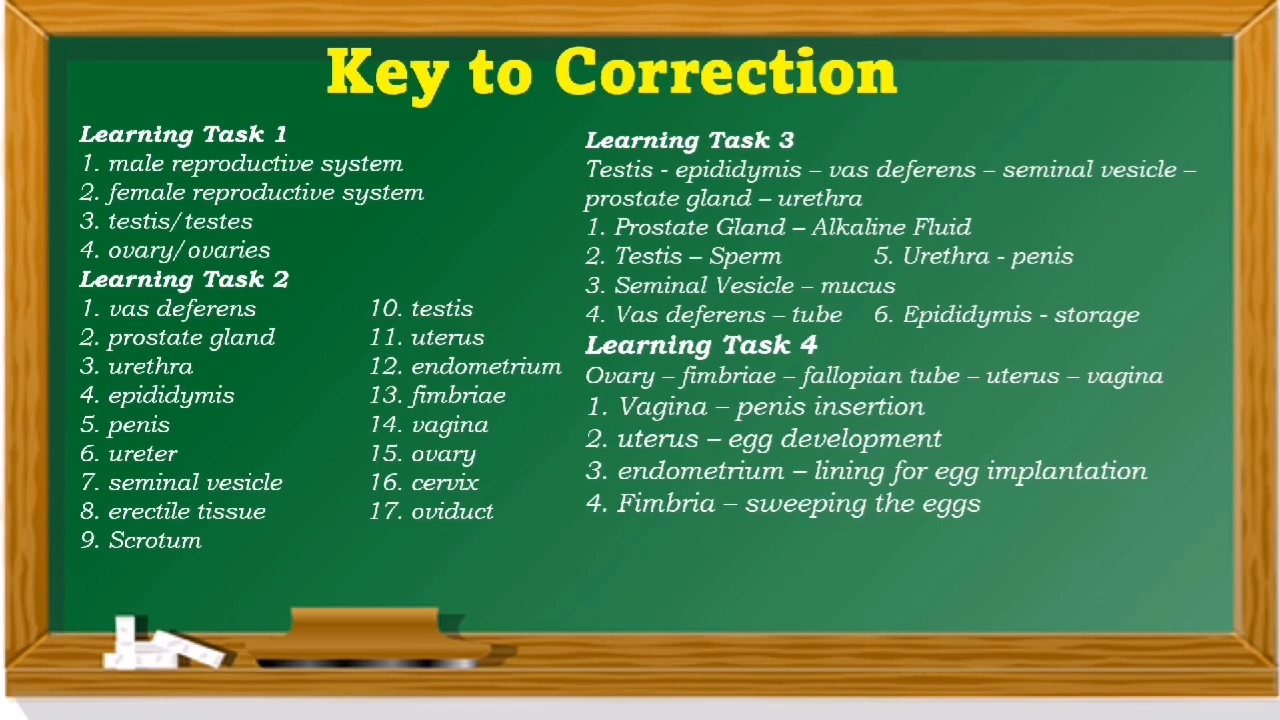 Key to Correction
Learning Task 1
1. male reproductive system
2. female reproductive system
3. testis/testes
4. ovary/ovaries
Learning Task 2
1. vas deferens
2. prostate gland
3. urethra
4. epididymis
5. penis
6. ureter
7. seminal vesicle
8. erectile tissue
9. Scrotum
10. testis
11. uterus
12. endometrium
13. fimbriae
14. vagina
15. ovary
16. cervix
17. oviduct
Learning Task 3
Testis - epididymis – vas deferens – seminal vesicle –
prostate gland – urethra
1. Prostate Gland – Alkaline Fluid
2. Testis – Sperm 5. Urethra - penis
3. Seminal Vesicle – mucus
4. Vas deferens – tube 6. Epididymis - storage
Learning Task 4
Ovary – fimbriae – fallopian tube – uterus – vagina
1. Vagina – penis insertion
2. uterus – egg development
3. endometrium – lining for egg implantation
4. Fimbria – sweeping the eggs